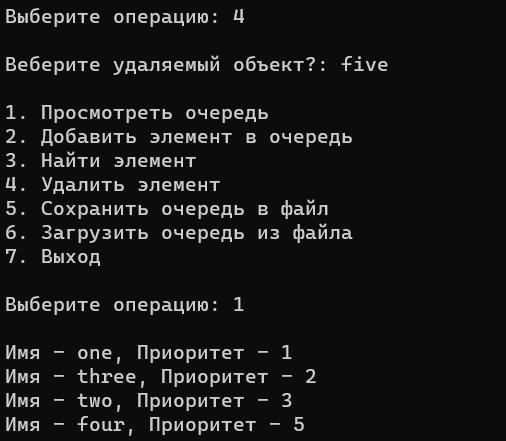 Выберите операцию: 4
Веберите удаляемый объект?: five
1. Просмотреть очередь
2. Добавить элемент в очередь
3. Найти элемент
4. Удалить элемент
5. Сохранить очередь в файл
6. Загрузить очередь из файла
7. Выход
Выберите операцию: 1
Имя – one, Приоритет – 1
Имя – three, Приоритет – 2
Имя – two, Приоритет – 3
Имя – four, Приоритет – 5